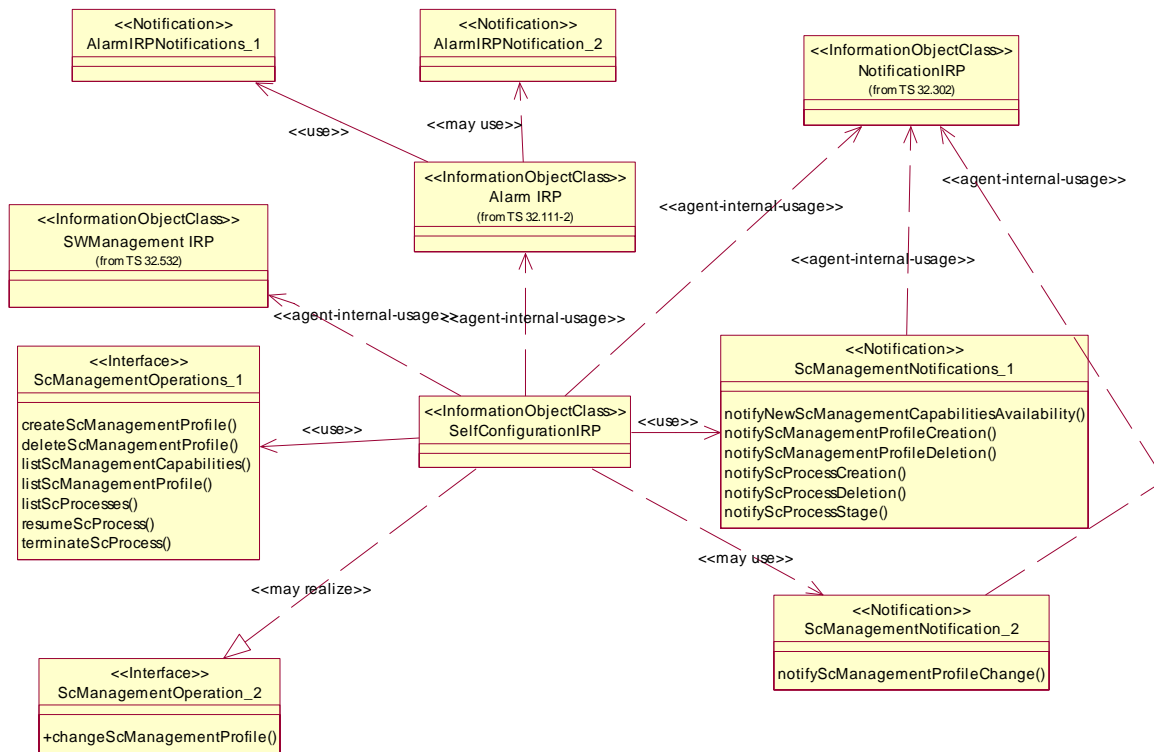 <<Notification>>
AlarmIRPNotifications_1
<<Notification>>
AlarmIRPNotification_2
<<InformationObjectClass>>
NotificationIRP
(from TS 32.302)
<<use>>
<<may use>>
<<InformationObjectClass>>
Alarm IRP
(from TS 32.111-2)
<<agent-internal-usage>>
<<InformationObjectClass>>
SWManagement IRP
(from TS 32.532)
<<agent-internal-usage>>
<<agent-internal-usage>>
<<agent-internal-usage>>
<<agent-internal-usage>>
<<Interface>>
ScManagementOperations_1
createScManagementProfile()
deleteScManagementProfile()
listScManagementCapabilities()
listScManagementProfile()
listScProcesses()
resumeScProcess()
terminateScProcess()
<<use>>
<<InformationObjectClass>>
SelfConfigurationIRP
<<use>>
<<Notification>>
ScManagementNotifications_1
notifyNewScManagementCapabilitiesAvailability()
notifyScManagementProfileCreation()
notifyScManagementProfileDeletion()
notifyScProcessCreation()
notifyScProcessDeletion()
notifyScProcessStage()
<<may realize>>
<<may use>>
<<Notification>>
ScManagementNotification_2
notifyScManagementProfileChange()
<<Interface>>
ScManagementOperation_2
+changeScManagementProfile()